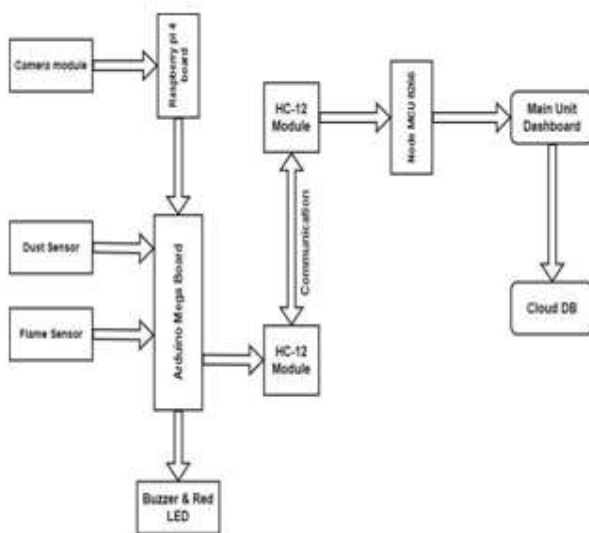 Camera module
Raspberry pi 4
board
HC-12
Module
Node MCU 8266
Main Unit
Dashboard
Dust Sensor
Flame Sensor
Arduino Mega Board
Communication
HC-12
Module
Cloud DB
Buzzer & Red
LED